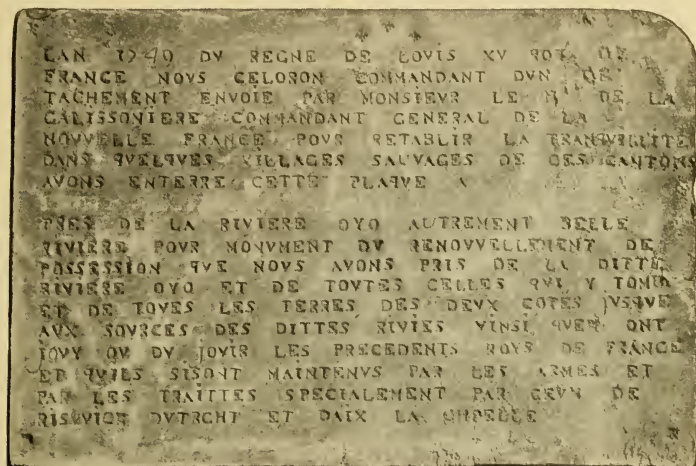 LAN 1749 DV REGNE DE LOVIS XV ROY DE
FRANCE NOVS CELORON COMMANDANT DVN DE
TACHEMENT ENVOIE PAR MONSIEVR LE M DE LA
GALISSONIERE COMMANDANT GENERAL DE LA
NOVVELLE FRANCE POVR RETABLIR LA TRANQVILLITE
DANS QVELQVES VILLAGES SAUVAGES DE CES CANTONS
AVONS ENTERRE CETTE PLAQVE A
PRES DE LA RIVIERE OYO AUTREMENT BELLE
RIVIERE POVR MONVMENT DV RENOVVELLEMENT DE
POSSESSION QVE NOVS AVONS PRIS DE LA DITTE
RIVIERE OYO ET DE TOVTES CELLES QVI Y TOMB
ET DE TOVES LES TERRES DES DEVX COTES JVSQVE
AVX SOVRCES DES DITTES RIVIES VINSI QVEN ONT
JOVY OV DV JOVIR LES PRECEDENTS ROYS DE FRANCE
ET QVILS SISONT MAINTENVS PAR LES ARMES ET
PAR LES TRAITTES SPECIALEMENT PAR CEVX DE
RISVVICK DVTRCHT ET DAIX LA CHPELLE